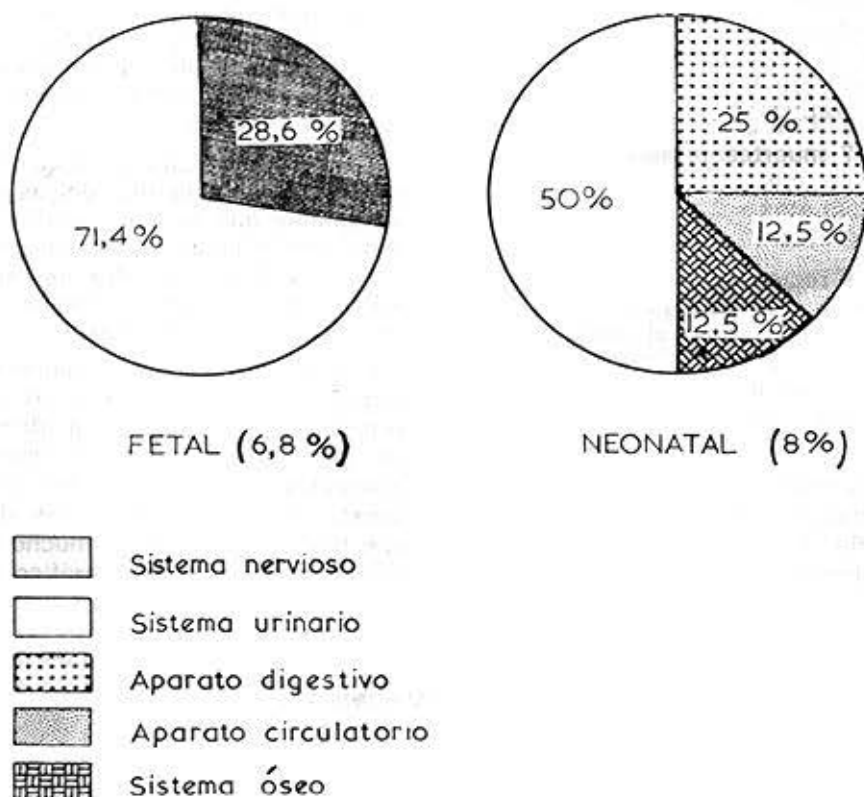 28,6 %
71,4%
25 %
50%
12,5%
12,5 %
FETAL (6,8%)
NEONATAL (8%)
Sistema nervioso
Sistema urinario
Aparato digestivo
Aparato circulatorio
Sistema óseo